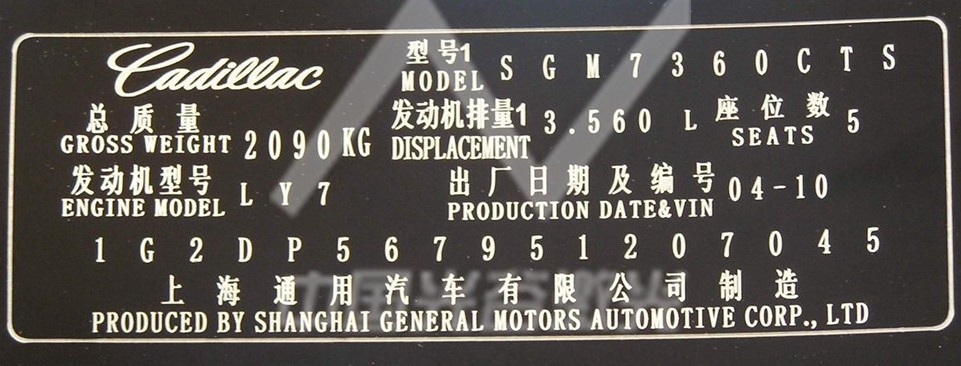 Cadillac 型号1 MODEL SGM7360CTS
总质量 GROSS WEIGHT 2090KG 发动机排量1 DISPLACEMENT 3.560 L 座位数 SEATS 5
发动机型号 ENGINE MODEL LY7 出厂日期及编号 PRODUCTION DATE&VIN 04-10
1G2DP567951207045
上海通用汽车有限公司制造
PRODUCED BY SHANGHAI GENERAL MOTORS AUTOMOTIVE CORP., LTD